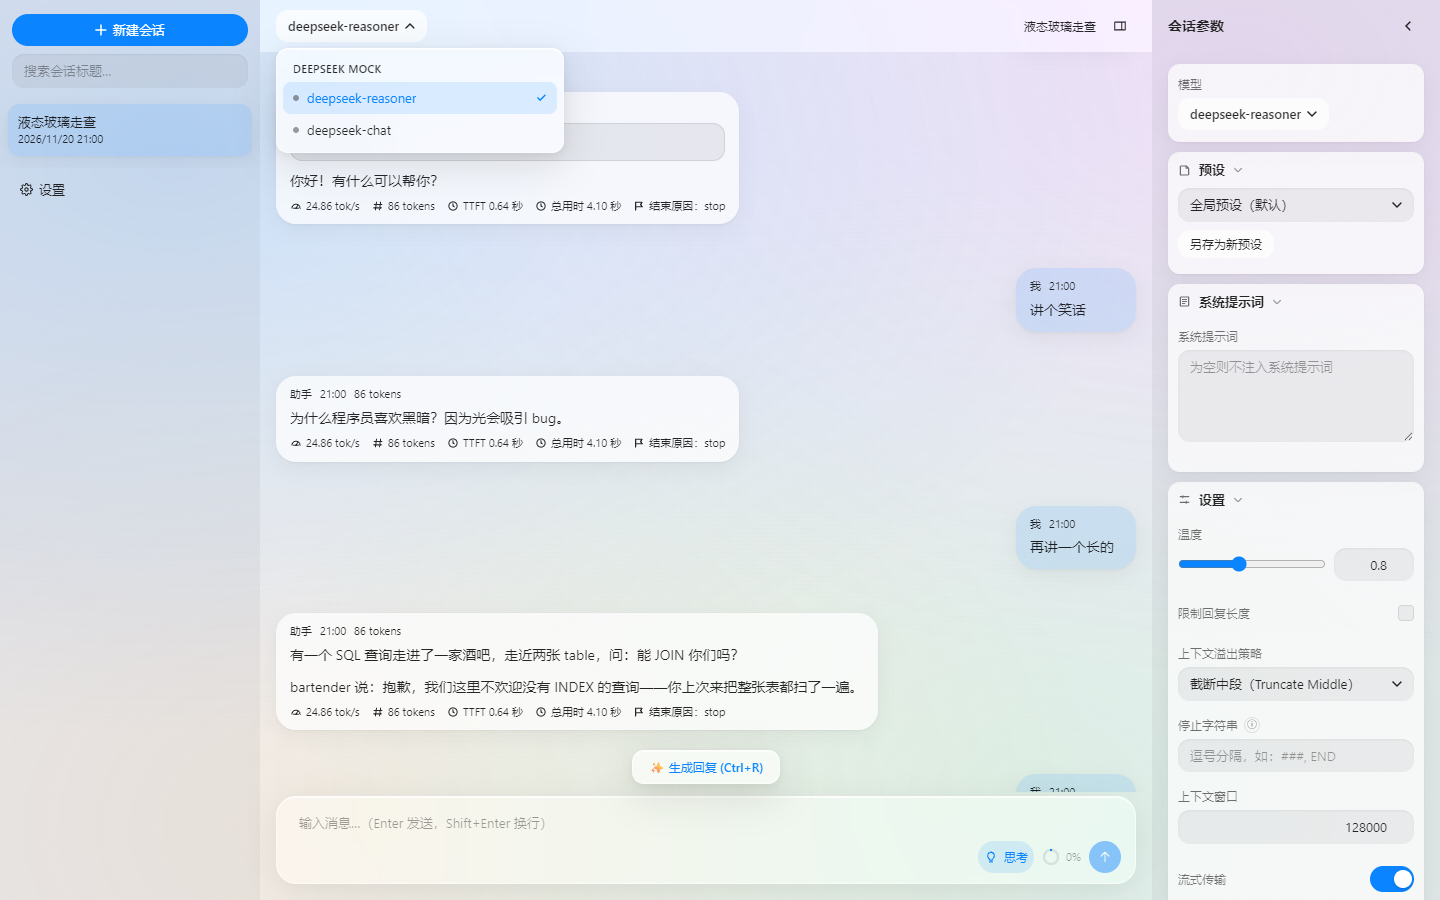 新建会话
搜索会话标题...
液态玻璃走查
2026/11/20 21:00
设置
deepseek-reasoner
液态玻璃走查
DEEPSEEK MOCK
deepseek-reasoner
deepseek-chat
你好！有什么可以帮你？
24.86 tok/s 86 tokens TTFT 0.64 秒 总用时 4.10 秒 结束原因：stop
我 21:00
讲个笑话
助手 21:00 86 tokens
为什么程序员喜欢黑暗？因为光会吸引 bug。
24.86 tok/s 86 tokens TTFT 0.64 秒 总用时 4.10 秒 结束原因：stop
我 21:00
再讲一个长的
助手 21:00 86 tokens
有一个 SQL 查询走进了一家酒吧，走近两张 table，问：能 JOIN 你们吗？
bartender 说：抱歉，我们这里不欢迎没有 INDEX 的查询——你上次来把整张表都扫了一遍。
24.86 tok/s 86 tokens TTFT 0.64 秒 总用时 4.10 秒 结束原因：stop
生成回复 (Ctrl+R)
我 21:00
输入消息...（Enter 发送，Shift+Enter 换行）
思考 0%
会话参数
模型
deepseek-reasoner
预设
全局预设（默认）
另存为新预设
系统提示词
系统提示词
为空则不注入系统提示词
设置
温度
0.8
限制回复长度
上下文溢出策略
截断中段（Truncate Middle）
停止字符串
逗号分隔，如：###, END
上下文窗口
128000
流式传输